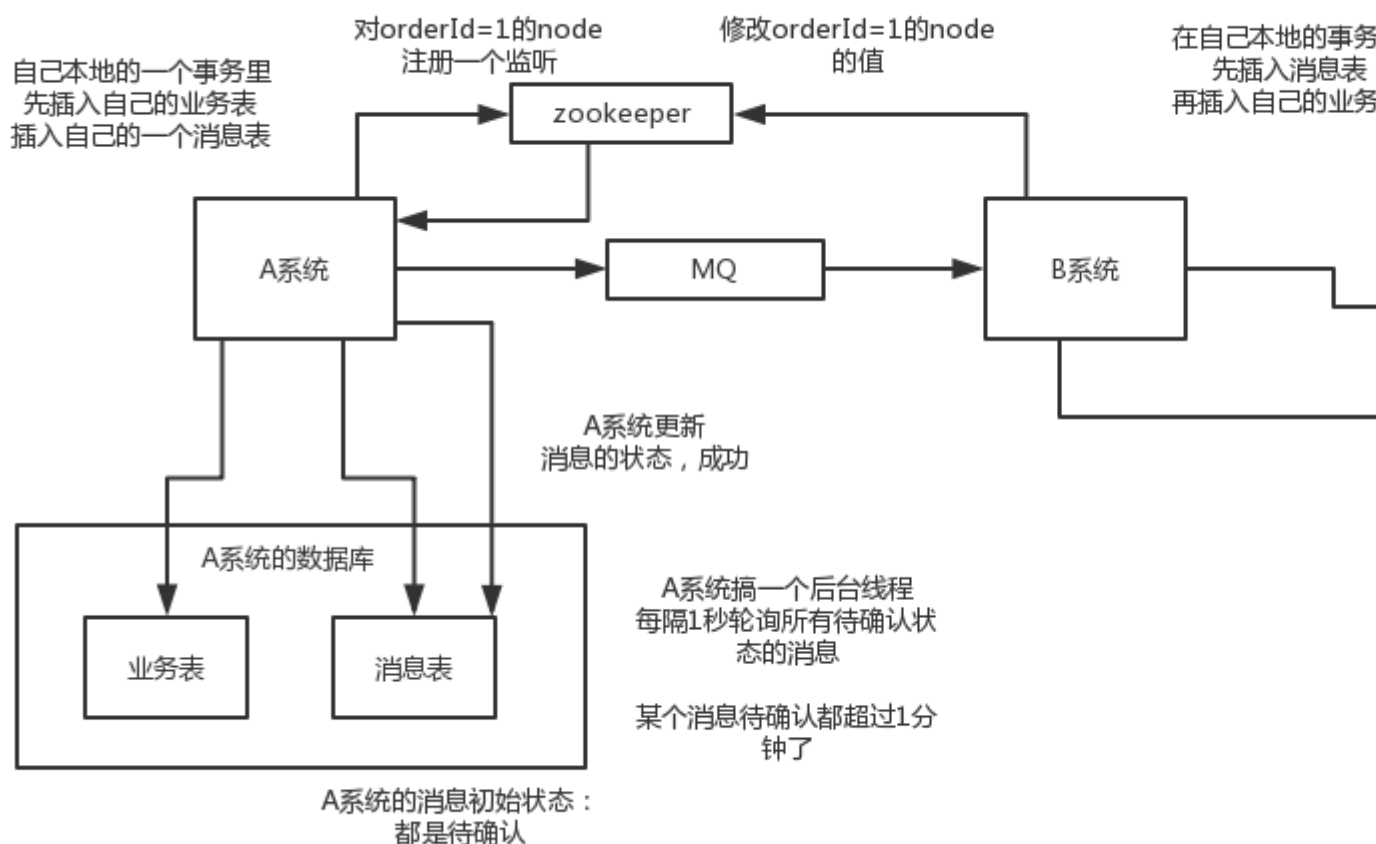 对orderId=1的node
注册一个监听
修改orderId=1的node
的值
在自己本地的事务
先插入消息表
再插入自己的业务
自己本地的一个事务里
先插入自己的业务表
插入自己的一个消息表
zookeeper
A系统
MQ
B系统
A系统更新
消息的状态，成功
A系统的数据库
业务表
消息表
A系统搞一个后台线程
每隔1秒轮询所有待确认状
态的消息
某个消息待确认都超过1分
钟了
A系统的消息初始状态：
都是待确认